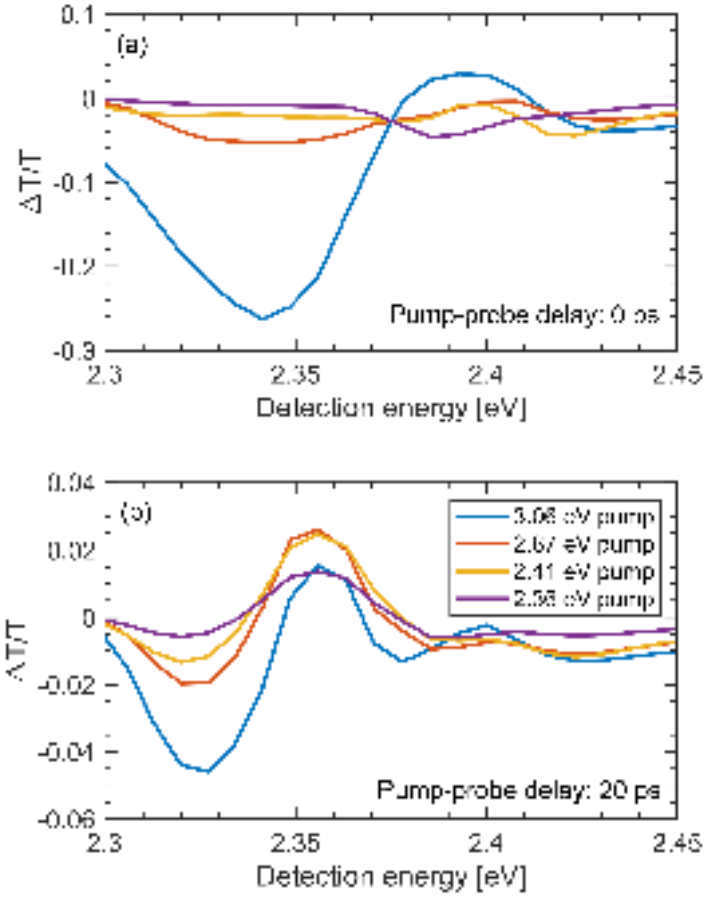 0.1
(a)
0
-0.1
-0.2
-0.3
ΔT/T
Pump-probe delay: 0 ps
2.3 2.35 2.4 2.45
Detection energy [eV]
0.04
(b)
0.02
0
-0.02
-0.04
-0.06
ΔT/T
3.06 eV pump
2.67 eV pump
2.41 eV pump
eV pump
Pump-probe delay: 20 ps
2.3 2.35 2.4 2.45
Detection energy [eV]